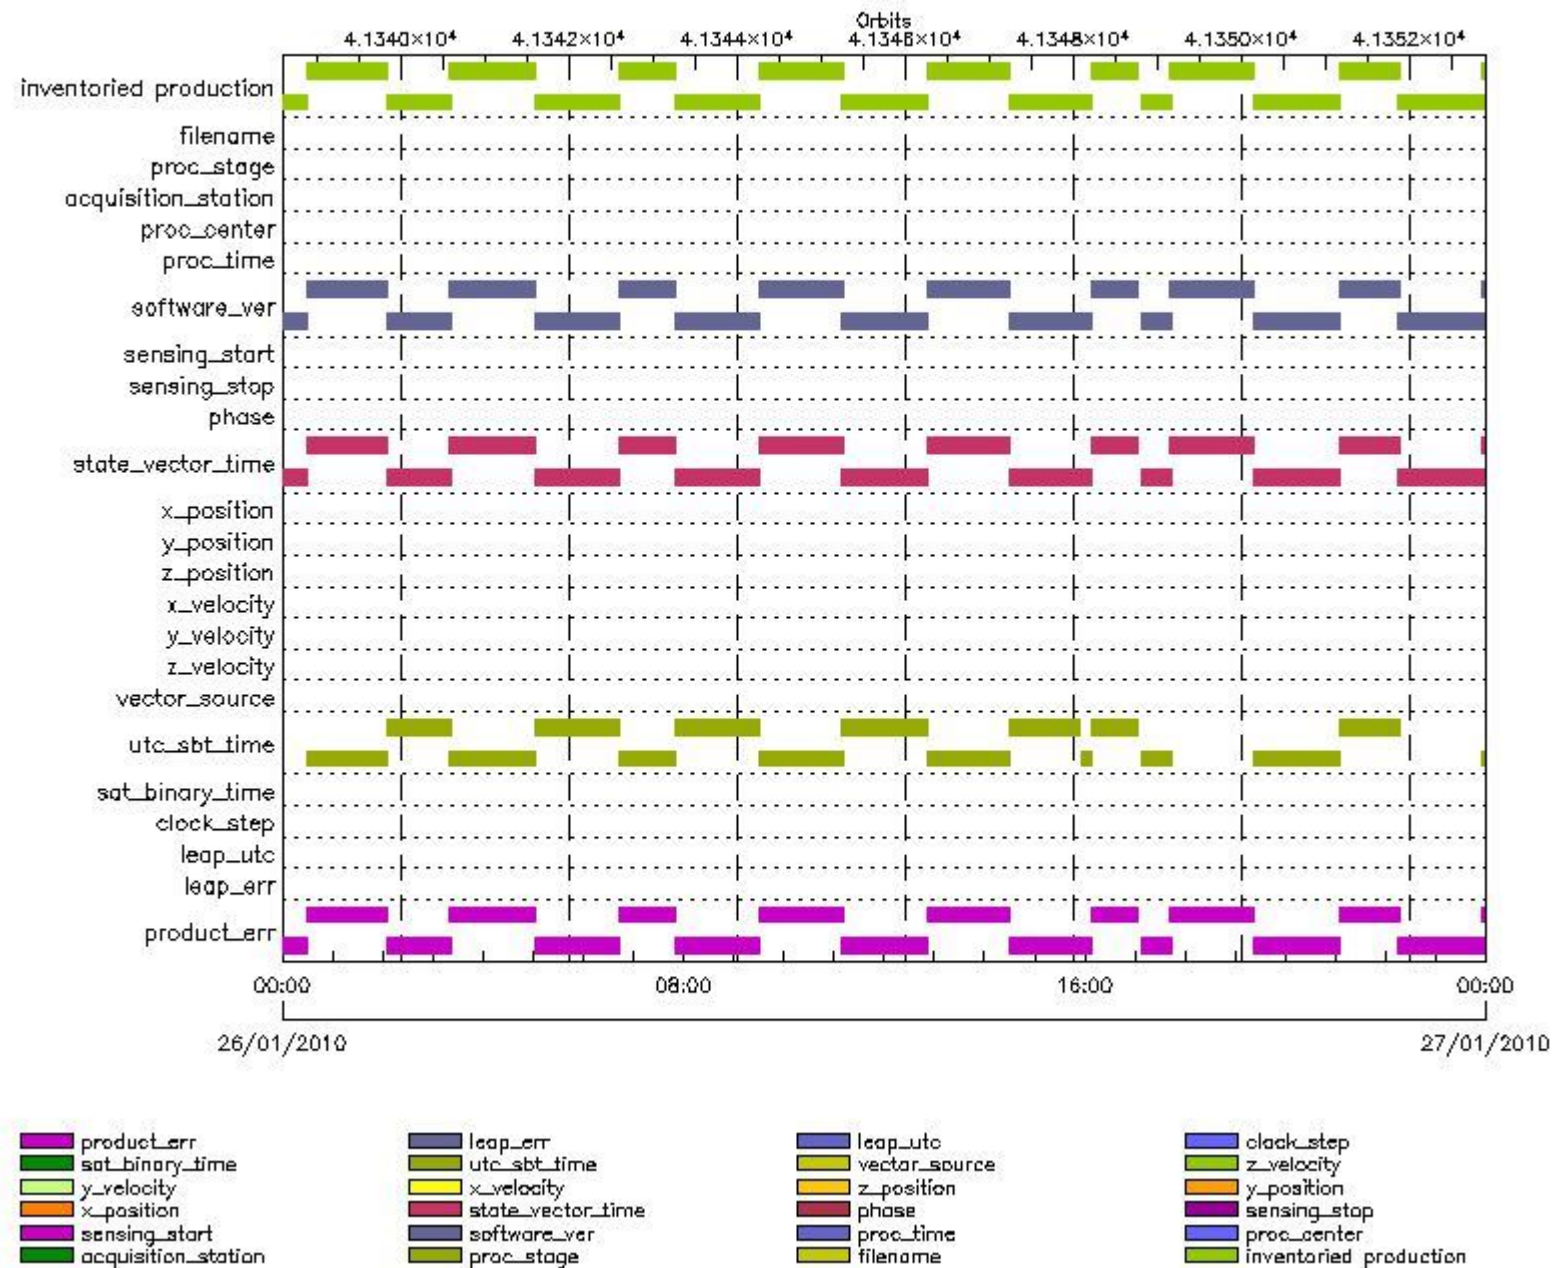 Orbits
4.1340×10⁴ 4.1342×10⁴ 4.1344×10⁴ 4.1346×10⁴ 4.1348×10⁴ 4.1350×10⁴ 4.1352×10⁴
inventoried production
filename
proc_stage
acquisition_station
proc_center
proc_time
software_ver
sensing_start
sensing_stop
phase
state_vector_time
x_position
y_position
z_position
x_velocity
y_velocity
z_velocity
vector_source
utc_sbt_time
sat_binary_time
clock_step
leap_utc
leap_err
product_err
00:00 08:00 16:00 00:00
26/01/2010 27/01/2010
product_err leap_err leap_utc clock_step
sat_binary_time utc_sbt_time vector_source z_velocity
y_velocity x_velocity z_position y_position
x_position state_vector_time phase sensing_stop
sensing_start software_ver proc_time proc_center
acquisition_station proc_stage filename inventoried production